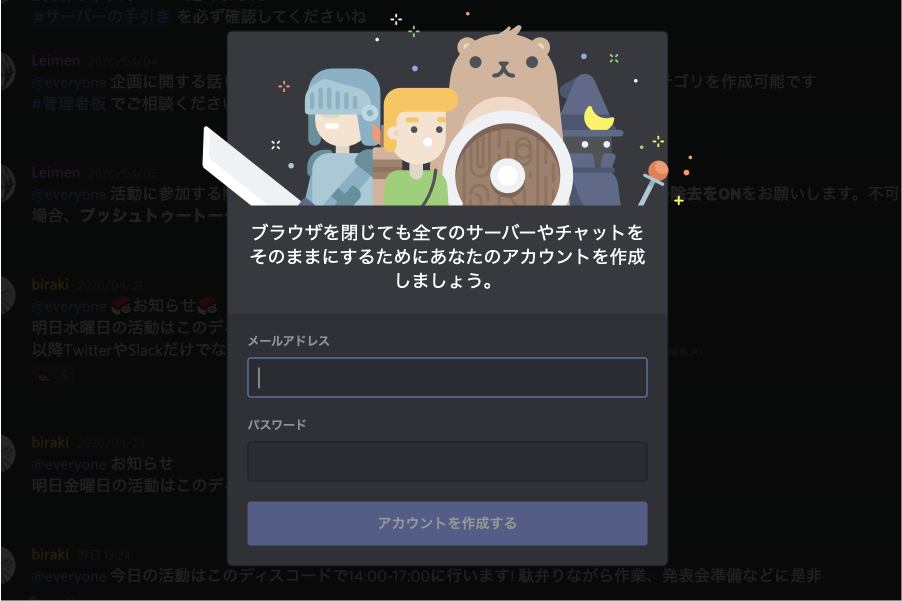 #サーバーの手引き を必ず確認してくださいね
Leimen 2020/04/04
@everyone 企画に関する話し
テゴリを作成可能です
#管理者板 でご相談ください
Leimen 2020/04/05
@everyone 活動に参加する
除去をONをお願いします。不可
場合、プッシュトゥートー
ブラウザを閉じても全てのサーバーやチャットを
そのままにするためにあなたのアカウントを作成
しましょう。
biraki 2020/04/21
@everyone 🍣お知らせ🍣
明日水曜日の活動はこのディ
以降TwitterやSlackだけでな
メールアドレス
パスワード
biraki 2020/04/23
@everyone お知らせ
明日金曜日の活動はこのデ
アカウントを作成する
biraki 昨日 13:24
@everyone 今日の活動はこのディスコードで14:00-17:00に行います! 駄弁りながら作業、発表会準備などに是非